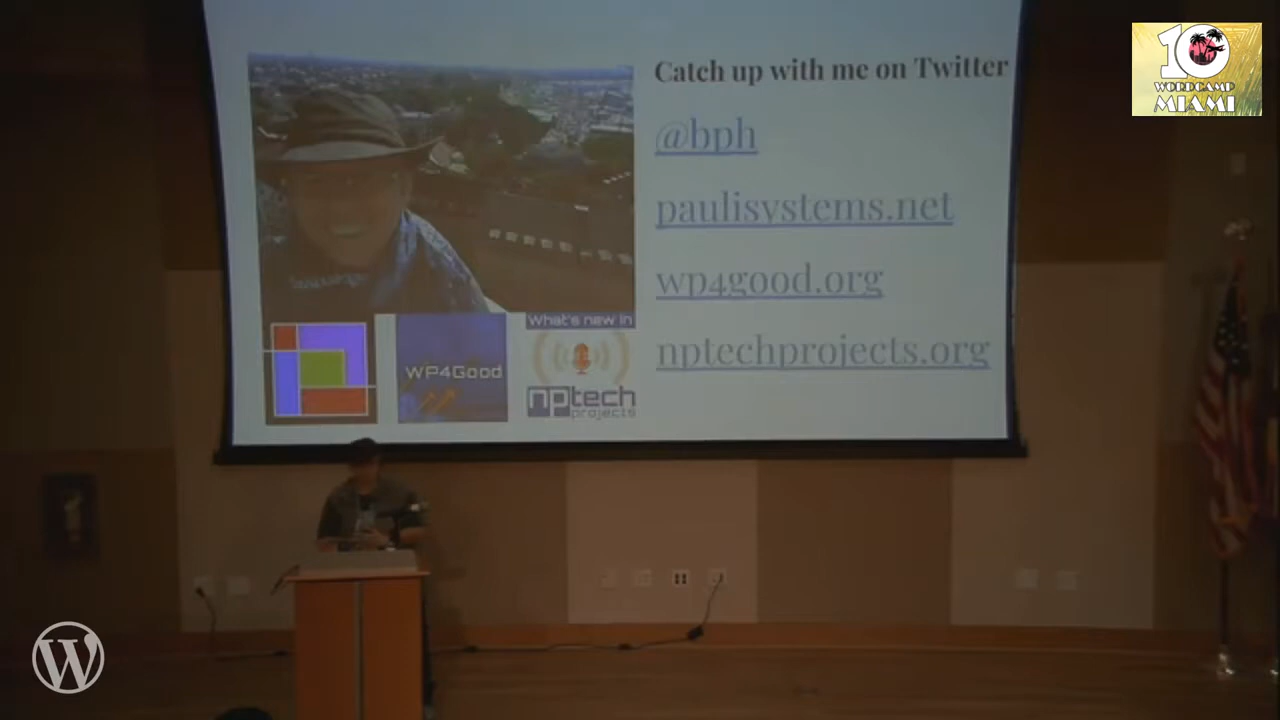 Catch up with me on Twitter
@bph
paulisystems.net
wp4good.org
nptechprojects.org
WP4Good
What's new in
nptech
projects
10
WORDCAMP
MIAMI
W